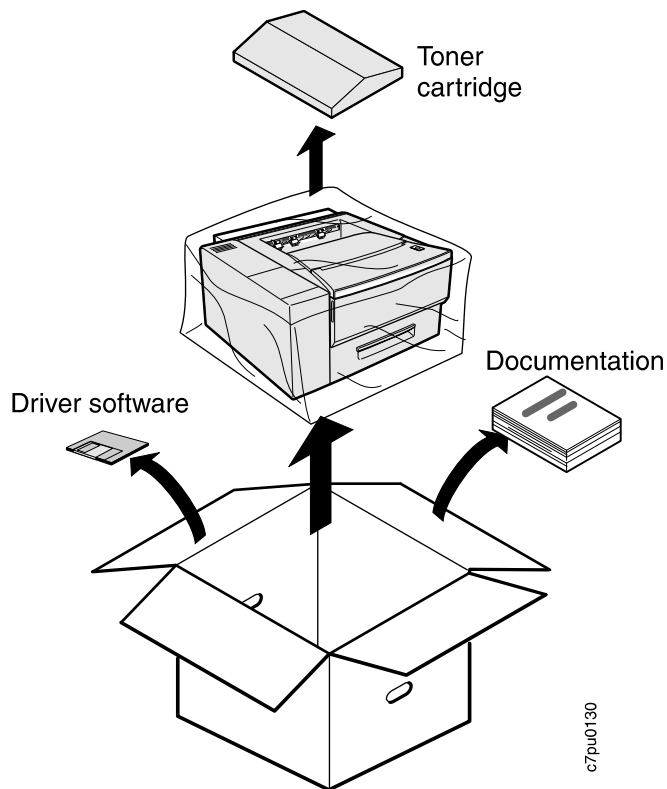 Toner
cartridge
Documentation
Driver software
c7pu0130